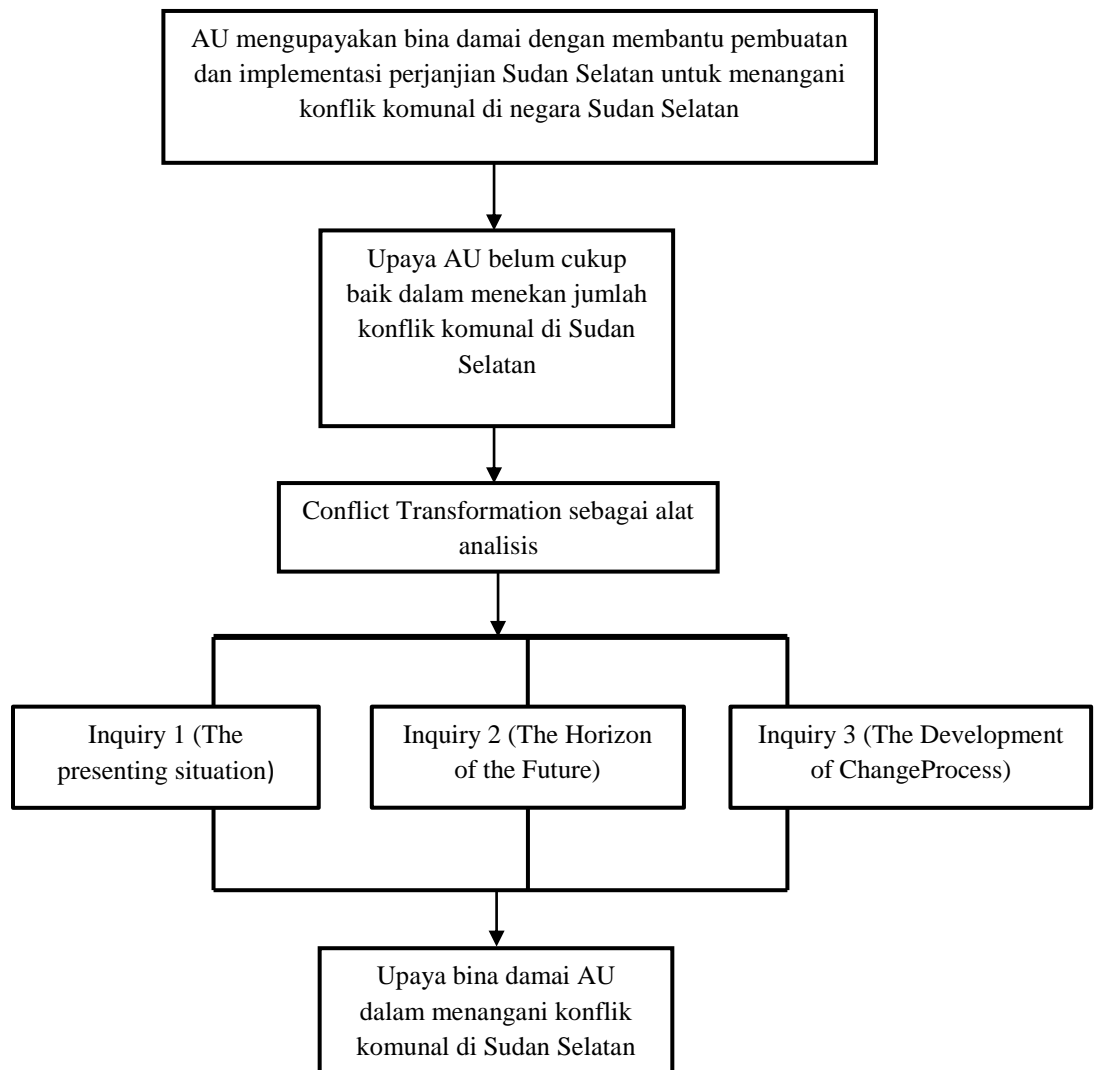 AU mengupayakan bina damai dengan membantu pembuatan
dan implementasi perjanjian Sudan Selatan untuk menangani
konflik komunal di negara Sudan Selatan
Upaya AU belum cukup
baik dalam menekan jumlah
konflik komunal di Sudan
Selatan
Conflict Transformation sebagai alat
analisis
Inquiry 1 (The
presenting situation)
Inquiry 2 (The Horizon
of the Future)
Inquiry 3 (The Development
of ChangeProcess)
Upaya bina damai AU
dalam menangani konflik
komunal di Sudan Selatan